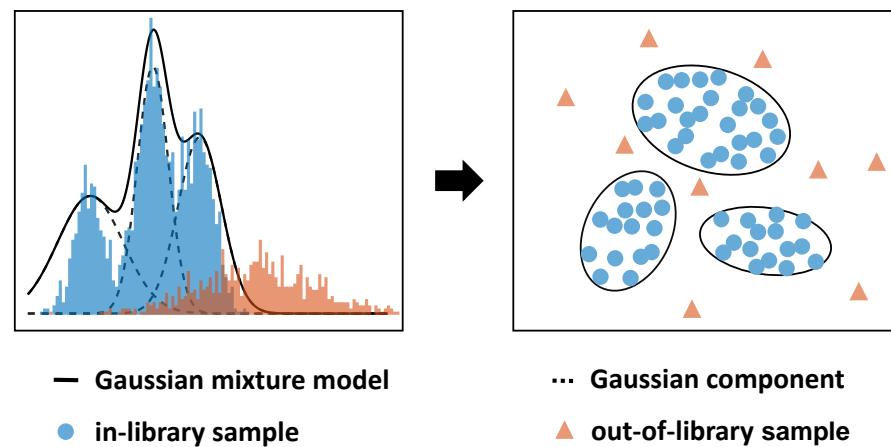 Gaussian mixture model
Gaussian component
in-library sample
out-of-library sample